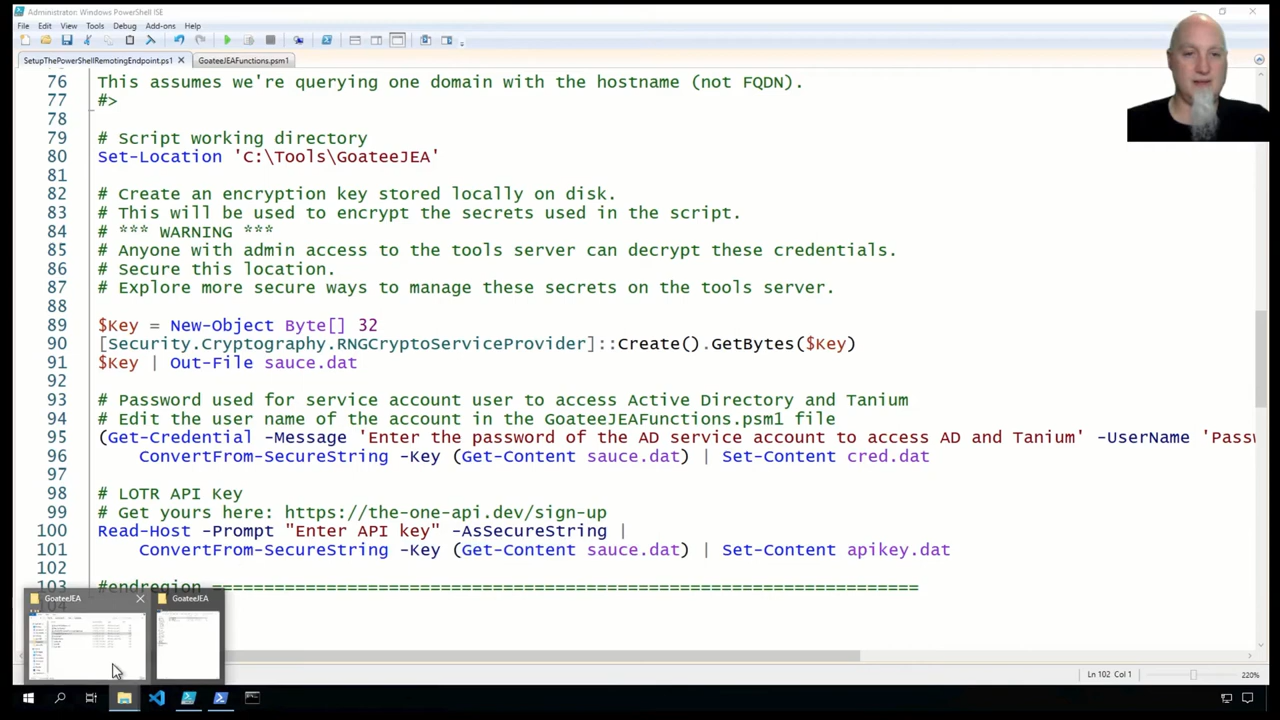 Administrator: Windows PowerShell ISE
File Edit View Tools Debug Add-ons Help
SetupThePowerShellRemotingEndpoint.ps1 GoateeJEAFunctions.psm1
76 This assumes we're querying one domain with the hostname (not FQDN).
77 #>
78
79 # Script working directory
80 Set-Location 'C:\Tools\GoateeJEA'
81
82 # Create an encryption key stored locally on disk.
83 # This will be used to encrypt the secrets used in the script.
84 # *** WARNING ***
85 # Anyone with admin access to the tools server can decrypt these credentials.
86 # Secure this location.
87 # Explore more secure ways to manage these secrets on the tools server.
88
89 $Key = New-Object Byte[] 32
90 [Security.Cryptography.RNGCryptoServiceProvider]::Create().GetBytes($Key)
91 $Key | Out-File sauce.dat
92
93 # Password used for service account user to access Active Directory and Tanium
94 # Edit the user name of the account in the GoateeJEAFunctions.psm1 file
95 (Get-Credential -Message 'Enter the password of the AD service account to access AD and Tanium' -UserName 'Passw
96 ConvertFrom-SecureString -Key (Get-Content sauce.dat) | Set-Content cred.dat
97
98 # LOTR API Key
99 # Get yours here: https://the-one-api.dev/sign-up
100 Read-Host -Prompt "Enter API key" -AsSecureString |
101 ConvertFrom-SecureString -Key (Get-Content sauce.dat) | Set-Content apikey.dat
102
103 #endregion ====================================================================
GoateeJEA GoateeJEA
Ln 102 Col 1 220%